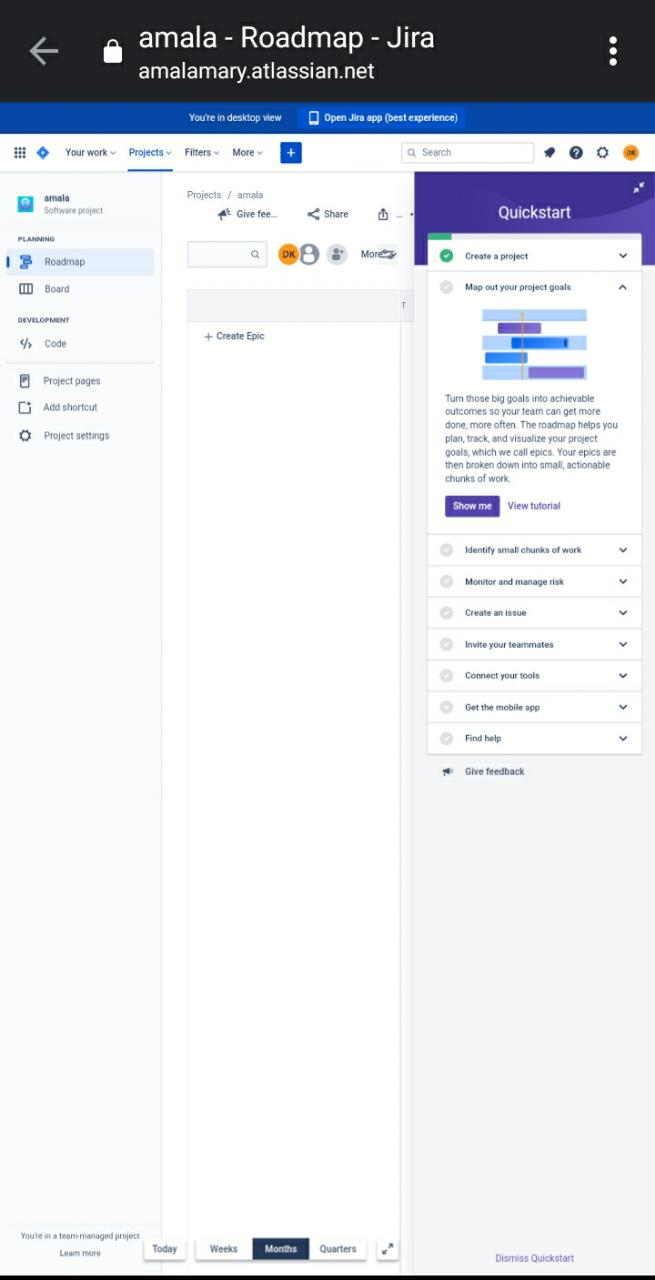 amala - Roadmap - Jira
amalamary.atlassian.net
You're in desktop view
Open Jira app (best experience)
Your work
Projects
Filters
More
+
Search
DK
amala
Software project
PLANNING
Roadmap
Board
DEVELOPMENT
Code
Project pages
Add shortcut
Project settings
You're in a team-managed project
Learn more
Projects / amala
Give fee...
Share
...
DK
More
T
+ Create Epic
Today
Weeks
Months
Quarters
Quickstart
Create a project
Map out your project goals
Turn those big goals into achievable
outcomes so your team can get more
done, more often. The roadmap helps you
plan, track, and visualize your project
goals, which we call epics. Your epics are
then broken down into small, actionable
chunks of work.
Show me
View tutorial
Identify small chunks of work
Monitor and manage risk
Create an issue
Invite your teammates
Connect your tools
Get the mobile app
Find help
Give feedback
Dismiss Quickstart